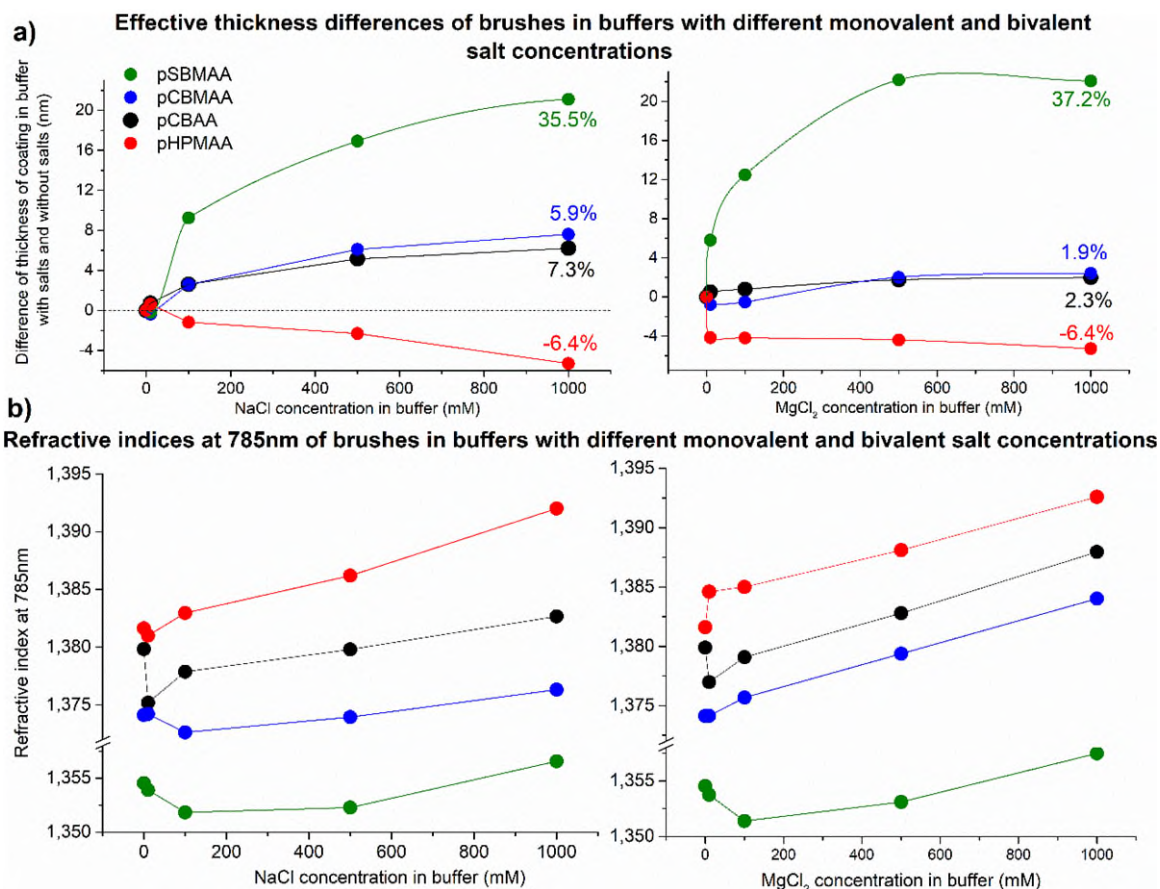 a)
Effective thickness differences of brushes in buffers with different monovalent and bivalent
salt concentrations
Difference of thickness of coating in buffer
with salts and without salts (nm)
pSBMAA
pCBMAA
pCBAA
pHPMAA
20
16
12
8
4
0
-4
35.5%
5.9%
7.3%
-6.4%
0 200 400 600 800 1000
NaCl concentration in buffer (mM)
20
16
12
8
4
0
-4
37.2%
1.9%
2.3%
-6.4%
0 200 400 600 800 1000
MgCl₂ concentration in buffer (mM)
b)
Refractive indices at 785nm of brushes in buffers with different monovalent and bivalent salt concentrations
Refractive index at 785nm
1,395
1,390
1,385
1,380
1,375
1,355
1,350
0 200 400 600 800 1000
NaCl concentration in buffer (mM)
1,395
1,390
1,385
1,380
1,375
1,355
1,350
0 200 400 600 800 1000
MgCl₂ concentration in buffer (mM)